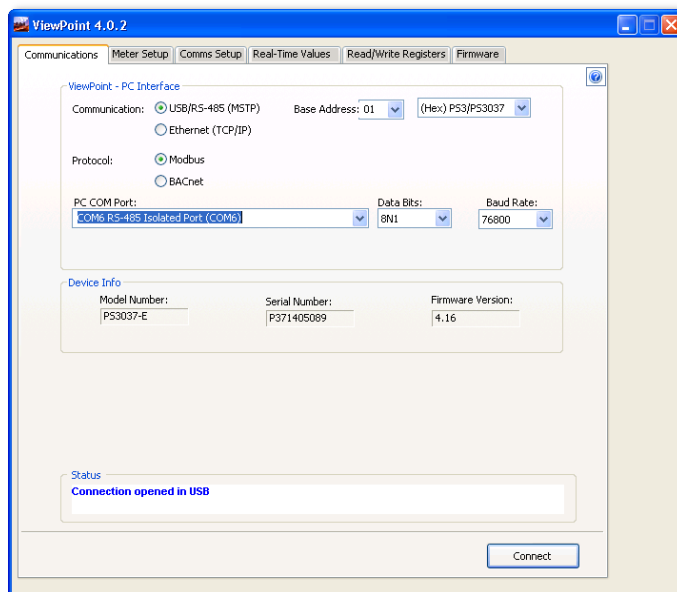 ViewPoint 4.0.2
Communications Meter Setup Comms Setup Real-Time Values Read/Write Registers Firmware
ViewPoint - PC Interface
Communication: USB/RS-485 (MSTP) Base Address: 01 (Hex) PS3/PS3037
Ethernet (TCP/IP)
Protocol: Modbus
BACnet
PC COM Port: Data Bits: Baud Rate:
COM6 RS-485 Isolated Port (COM6) 8N1 76800
Device Info
Model Number: Serial Number: Firmware Version:
PS3037-E P371405089 4.16
Status
Connection opened in USB
Connect